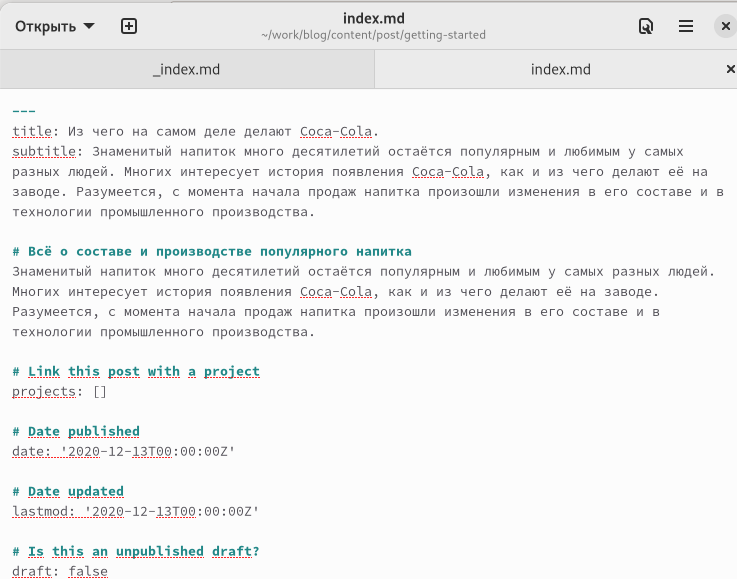 Открыть
index.md
~/work/blog/content/post/getting-started
_index.md
index.md
---
title: Из чего на самом деле делают Coca-Cola.
subtitle: Знаменитый напиток много десятилетий остаётся популярным и любимым у самых
разных людей. Многих интересует история появления Coca-Cola, как и из чего делают её на
заводе. Разумеется, с момента начала продаж напитка произошли изменения в его составе и в
технологии промышленного производства.
# Всё о составе и производстве популярного напитка
Знаменитый напиток много десятилетий остаётся популярным и любимым у самых разных людей.
Многих интересует история появления Coca-Cola, как и из чего делают её на заводе.
Разумеется, с момента начала продаж напитка произошли изменения в его составе и в
технологии промышленного производства.
# Link this post with a project
projects: []
# Date published
date: '2020-12-13T00:00:00Z'
# Date updated
lastmod: '2020-12-13T00:00:00Z'
# Is this an unpublished draft?
draft: false